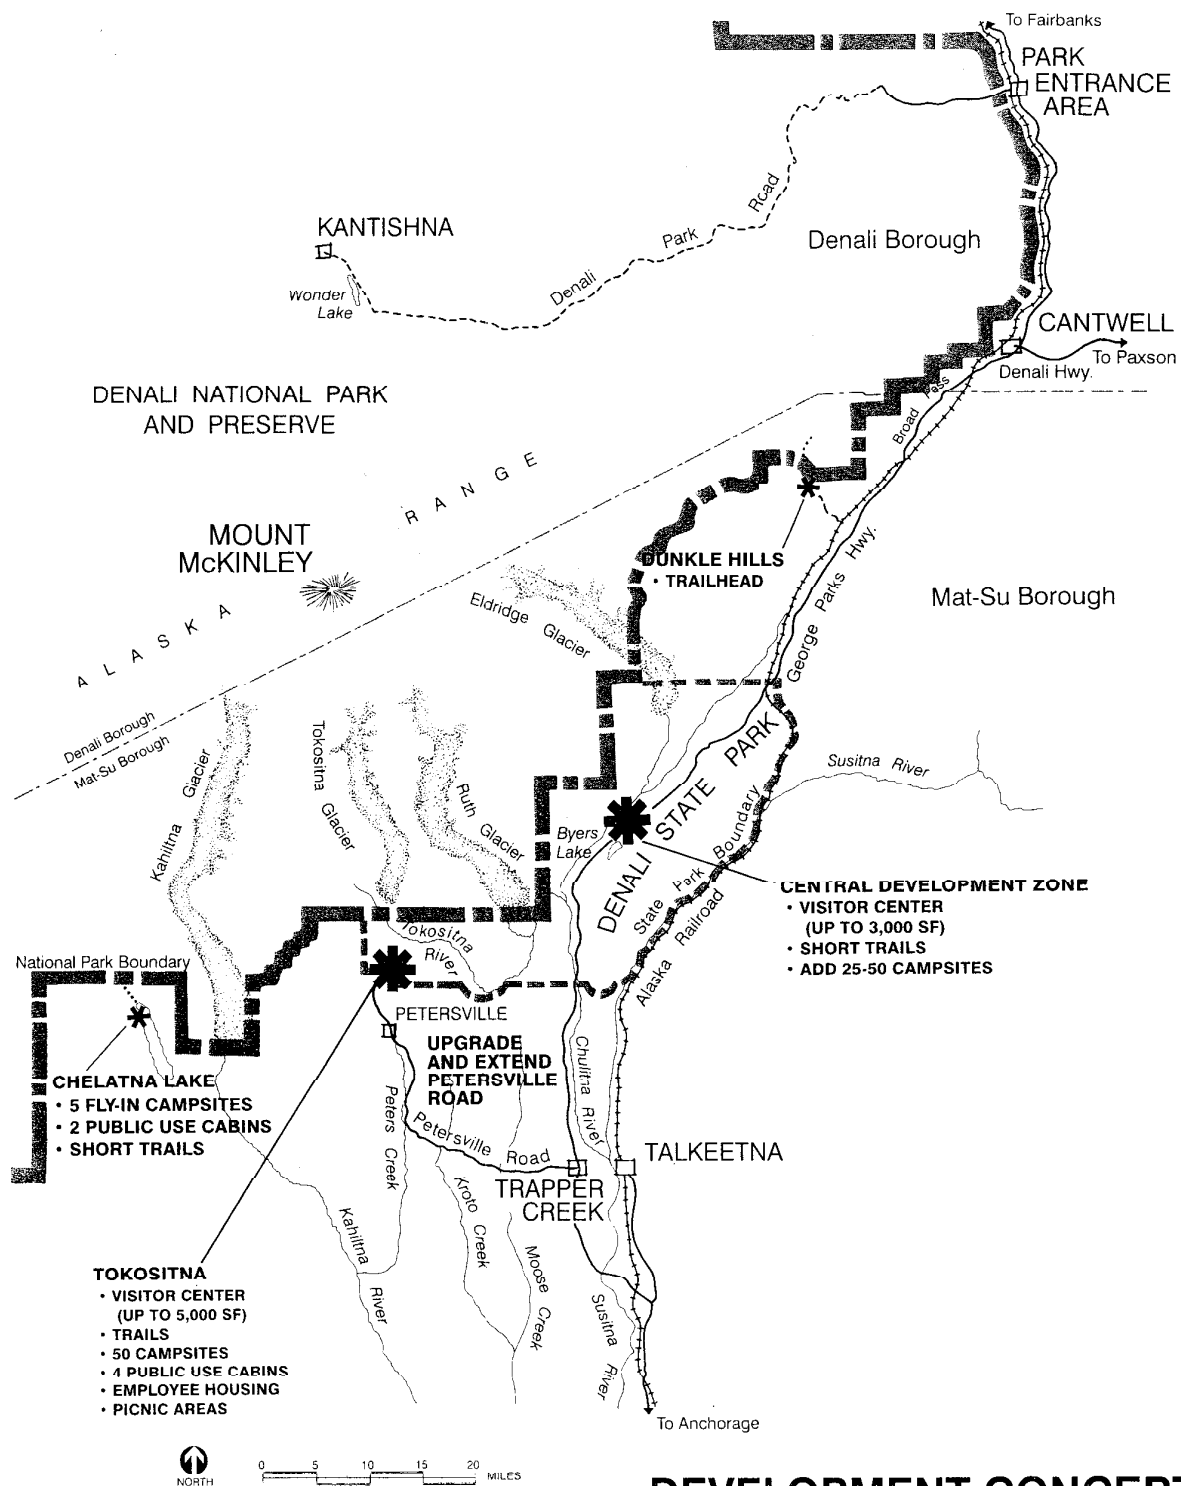 To Fairbanks
PARK
ENTRANCE
AREA
KANTISHNA
Wonder
Lake
Denali Park Road
Denali Borough
CANTWELL
To Paxson
Denali Hwy.
Broad Pass
DENALI NATIONAL PARK
AND PRESERVE
ALASKA RANGE
MOUNT
McKINLEY
DUNKLE HILLS
• TRAILHEAD
George Parks Hwy.
Mat-Su Borough
Eldridge Glacier
Denali Borough
Mat-Su Borough
Kahiltna Glacier
Tokositna Glacier
Ruth Glacier
Susitna River
Byers
Lake
DENALI STATE PARK
State Park Boundary
Alaska Railroad
CENTRAL DEVELOPMENT ZONE
• VISITOR CENTER
(UP TO 3,000 SF)
• SHORT TRAILS
• ADD 25-50 CAMPSITES
Tokositna
River
National Park Boundary
PETERSVILLE
UPGRADE
AND EXTEND
PETERSVILLE
ROAD
CHELATNA LAKE
• 5 FLY-IN CAMPSITES
• 2 PUBLIC USE CABINS
• SHORT TRAILS
Chulitna River
Peters Creek
Petersville Road
TALKEETNA
TRAPPER
CREEK
Kroto Creek
Moose Creek
Kahiltna River
Susitna River
TOKOSITNA
• VISITOR CENTER
(UP TO 5,000 SF)
• TRAILS
• 50 CAMPSITES
• 4 PUBLIC USE CABINS
• EMPLOYEE HOUSING
• PICNIC AREAS
To Anchorage
NORTH
0 5 10 15 20
MILES
DEVELOPMENT CONCEPT